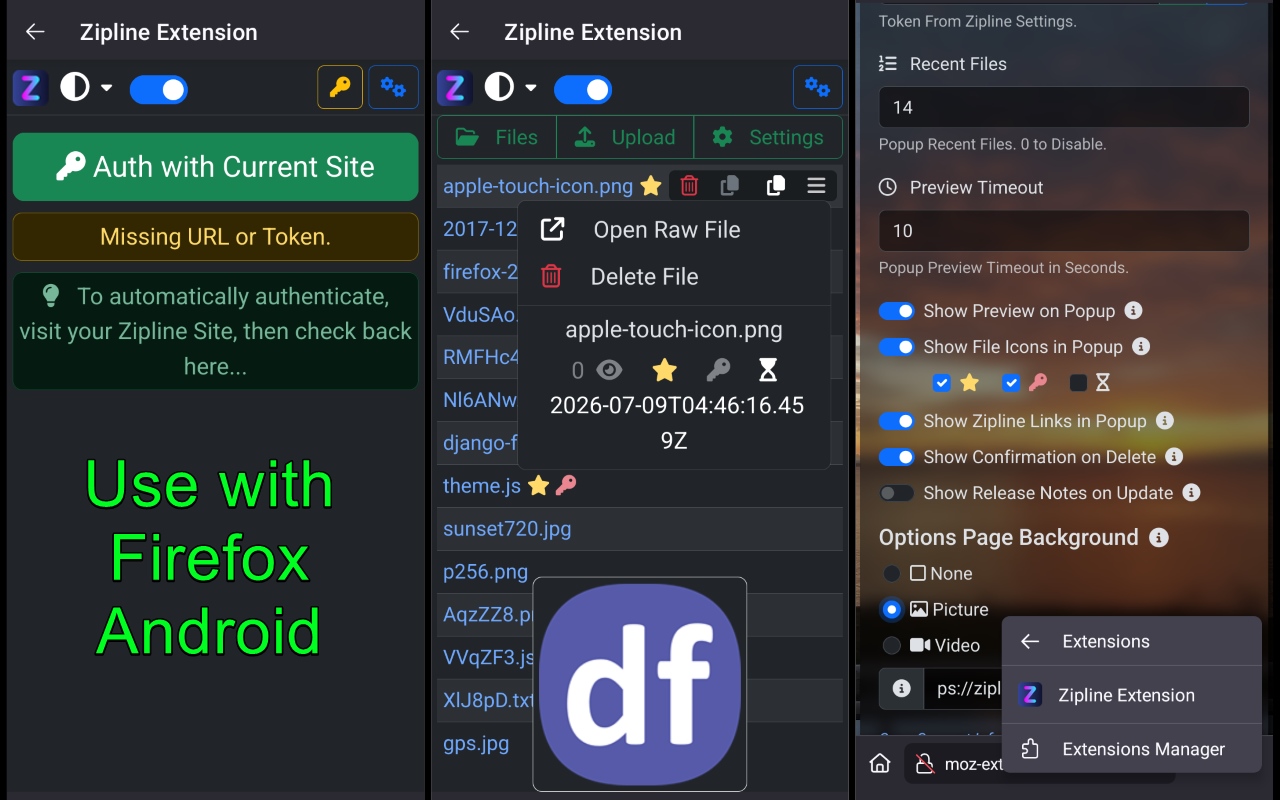 Zipline Extension
Z
Auth with Current Site
Missing URL or Token.
To automatically authenticate,
visit your Zipline Site, then check back
here...
Use with
Firefox
Android
Zipline Extension
Z
Files
Upload
Settings
apple-touch-icon.png
2017-12
firefox-2
VduSAo.
RMFHc4
Nl6ANw
django-f
theme.js
sunset720.jpg
p256.png
AqzZZ8.p
VVqZF3.js
XlJ8pD.txt
gps.jpg
Open Raw File
Delete File
apple-touch-icon.png
0
2026-07-09T04:46:16.45
9Z
df
Token From Zipline Settings.
Recent Files
14
Popup Recent Files. 0 to Disable.
Preview Timeout
10
Popup Preview Timeout in Seconds.
Show Preview on Popup
Show File Icons in Popup
Show Zipline Links in Popup
Show Confirmation on Delete
Show Release Notes on Update
Options Page Background
None
Picture
Video
ps://zipl
Extensions
Z
Zipline Extension
Extensions Manager
moz-ext